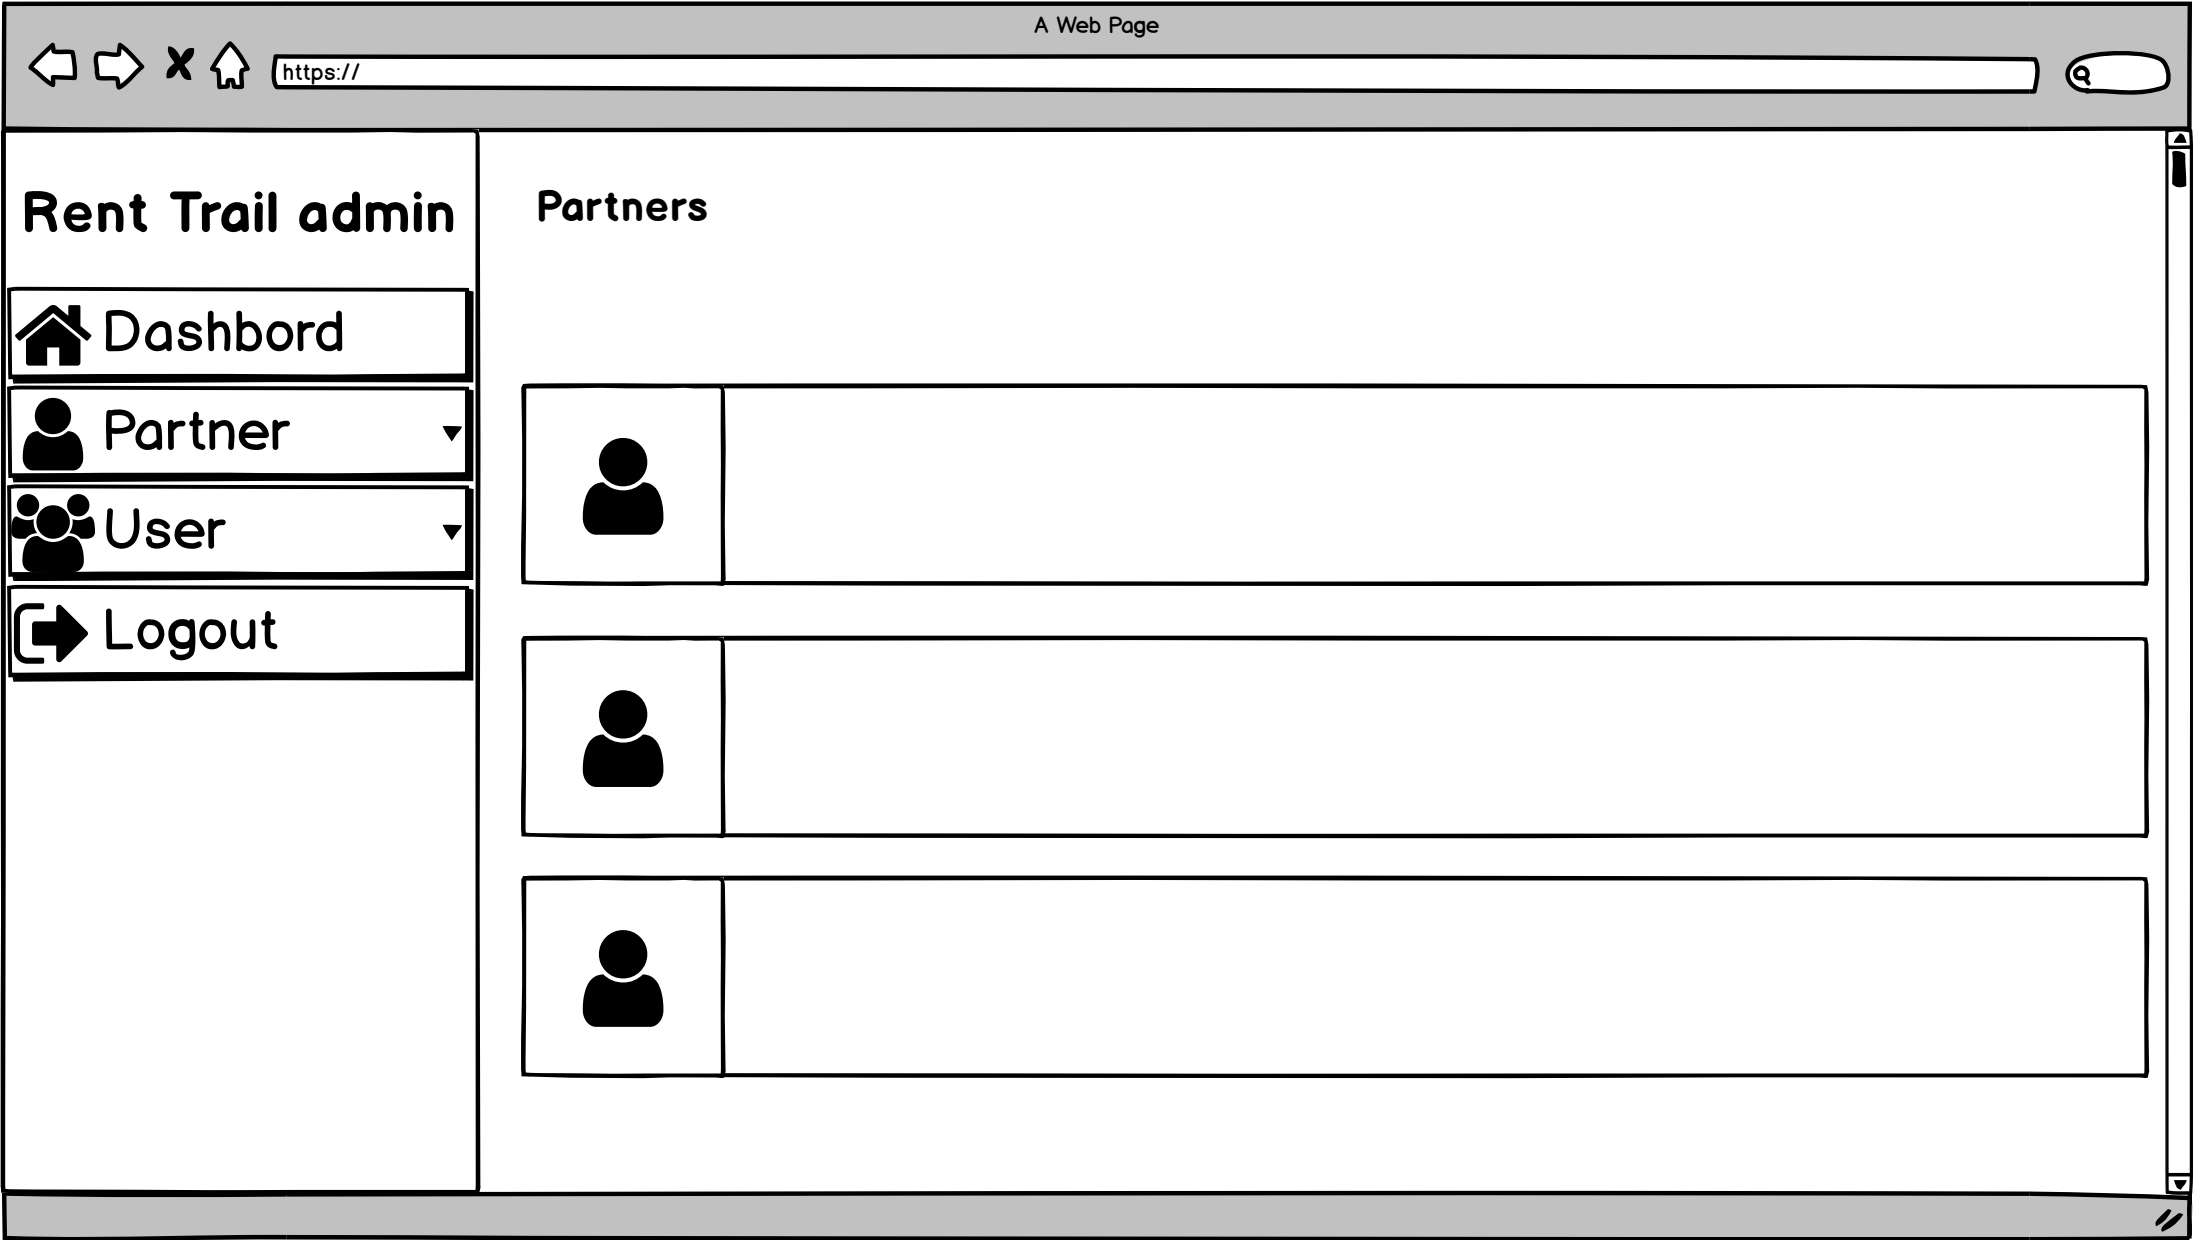 A Web Page
https://
Rent Trail admin
Partners
Dashbord
Partner
User
Logout